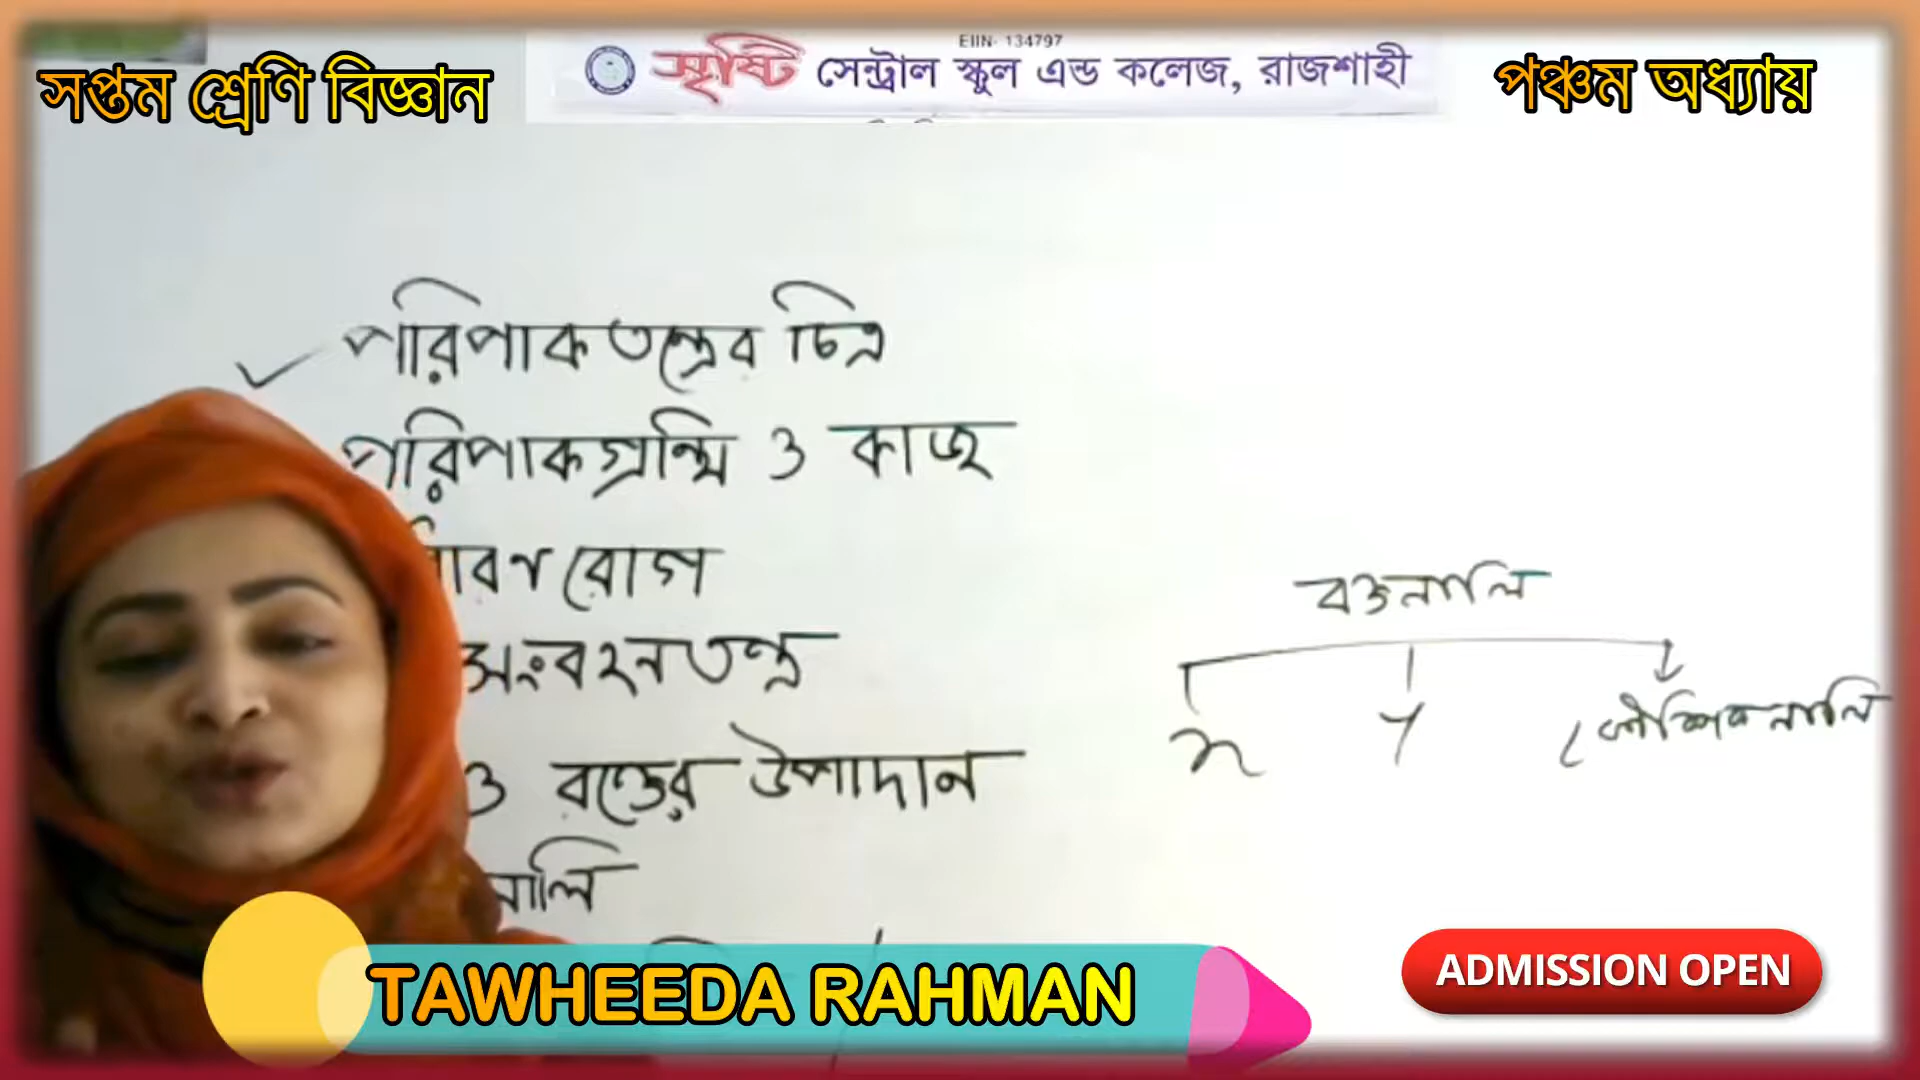 EIIN- 134797
সপ্তম শ্রেণি বিজ্ঞান
সৃষ্টি সেন্ট্রাল স্কুল এন্ড কলেজ, রাজশাহী
পঞ্চম অধ্যায়
পরিপাকতন্ত্রের চিত্র
পরিপাকগ্রন্থি ও কাজ
রোগ
সংবহনতন্ত্র
ও রক্তের উপাদান
নালি
রক্তনালি
কৌশিকনালি
TAWHEEDA RAHMAN
ADMISSION OPEN